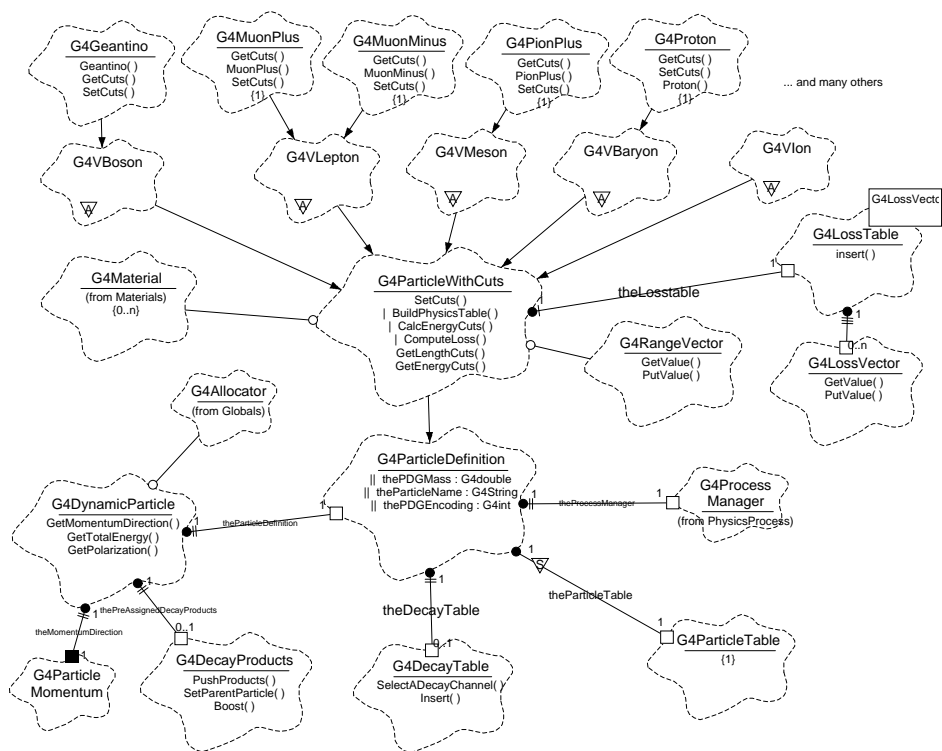 G4Geantino
Geantino( )
GetCuts( )
SetCuts( )
G4MuonPlus
GetCuts( )
MuonPlus( )
SetCuts( )
{1}
G4MuonMinus
GetCuts( )
MuonMinus( )
SetCuts( )
{1}
G4PionPlus
GetCuts( )
PionPlus( )
SetCuts( )
{1}
G4Proton
GetCuts( )
SetCuts( )
Proton( )
{1}
... and many others
G4VBoson
A
G4VLepton
A
G4VMeson
A
G4VBaryon
A
G4VIon
A
G4LossVecto
G4LossTable
insert( )
1
1
G4Material
(from Materials)
{0..n}
G4ParticleWithCuts
SetCuts( )
| BuildPhysicsTable( )
| CalcEnergyCuts( )
| ComputeLoss( )
GetLengthCuts( )
GetEnergyCuts( )
1
theLosstable
G4RangeVector
GetValue( )
PutValue( )
0..n
G4LossVector
GetValue( )
PutValue( )
G4Allocator
(from Globals)
G4ParticleDefinition
|| thePDGMass : G4double
|| theParticleName : G4String
|| thePDGEncoding : G4int
G4DynamicParticle
GetMomentumDirection( )
GetTotalEnergy( )
GetPolarization( )
1
theParticleDefinition
1
1
theProcessManager
1
G4Process
Manager
(from PhysicsProcess)
1
S
theParticleTable
1
G4ParticleTable
{1}
1
theDecayTable
0..1
G4DecayTable
SelectADecayChannel( )
Insert( )
1
thePreAssignedDecayProducts
0..1
G4DecayProducts
PushProducts( )
SetParentParticle( )
Boost( )
1
theMomentumDirection
1
G4Particle
Momentum